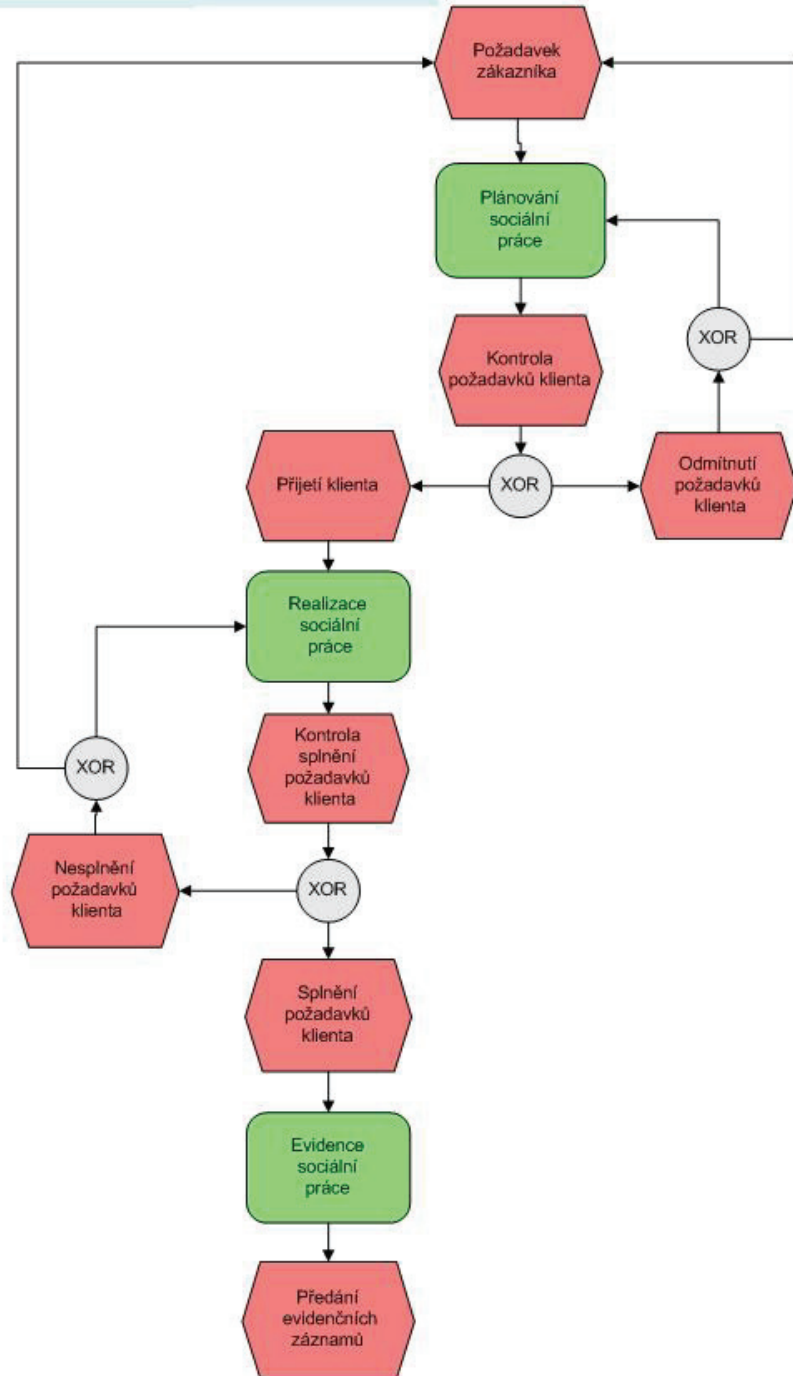 Požadavek
zákazníka
Plánování
sociální
práce
XOR
Kontrola
požadavků klienta
Přijetí klienta
XOR
Odmítnutí
požadavků
klienta
Realizace
sociální
práce
XOR
Kontrola
splnění
požadavků
klienta
Nesplnění
požadavků
klienta
XOR
Splnění
požadavků
klienta
Evidence
sociální
práce
Předání
evidenčních
záznamů